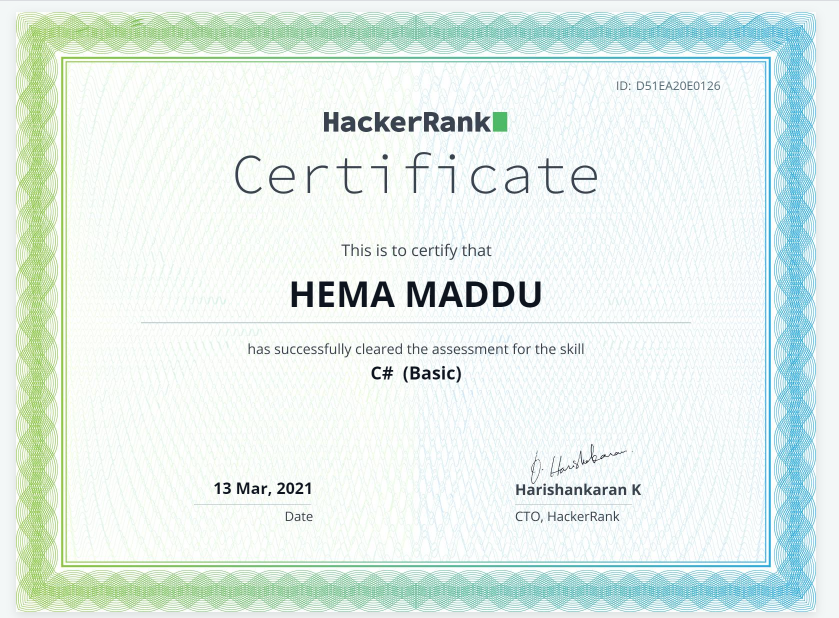 ID: D51EA20E0126
HackerRank
Certificate
This is to certify that
HEMA MADDU
has successfully cleared the assessment for the skill
C# (Basic)
13 Mar, 2021
Date
Harishankaran K
CTO, HackerRank